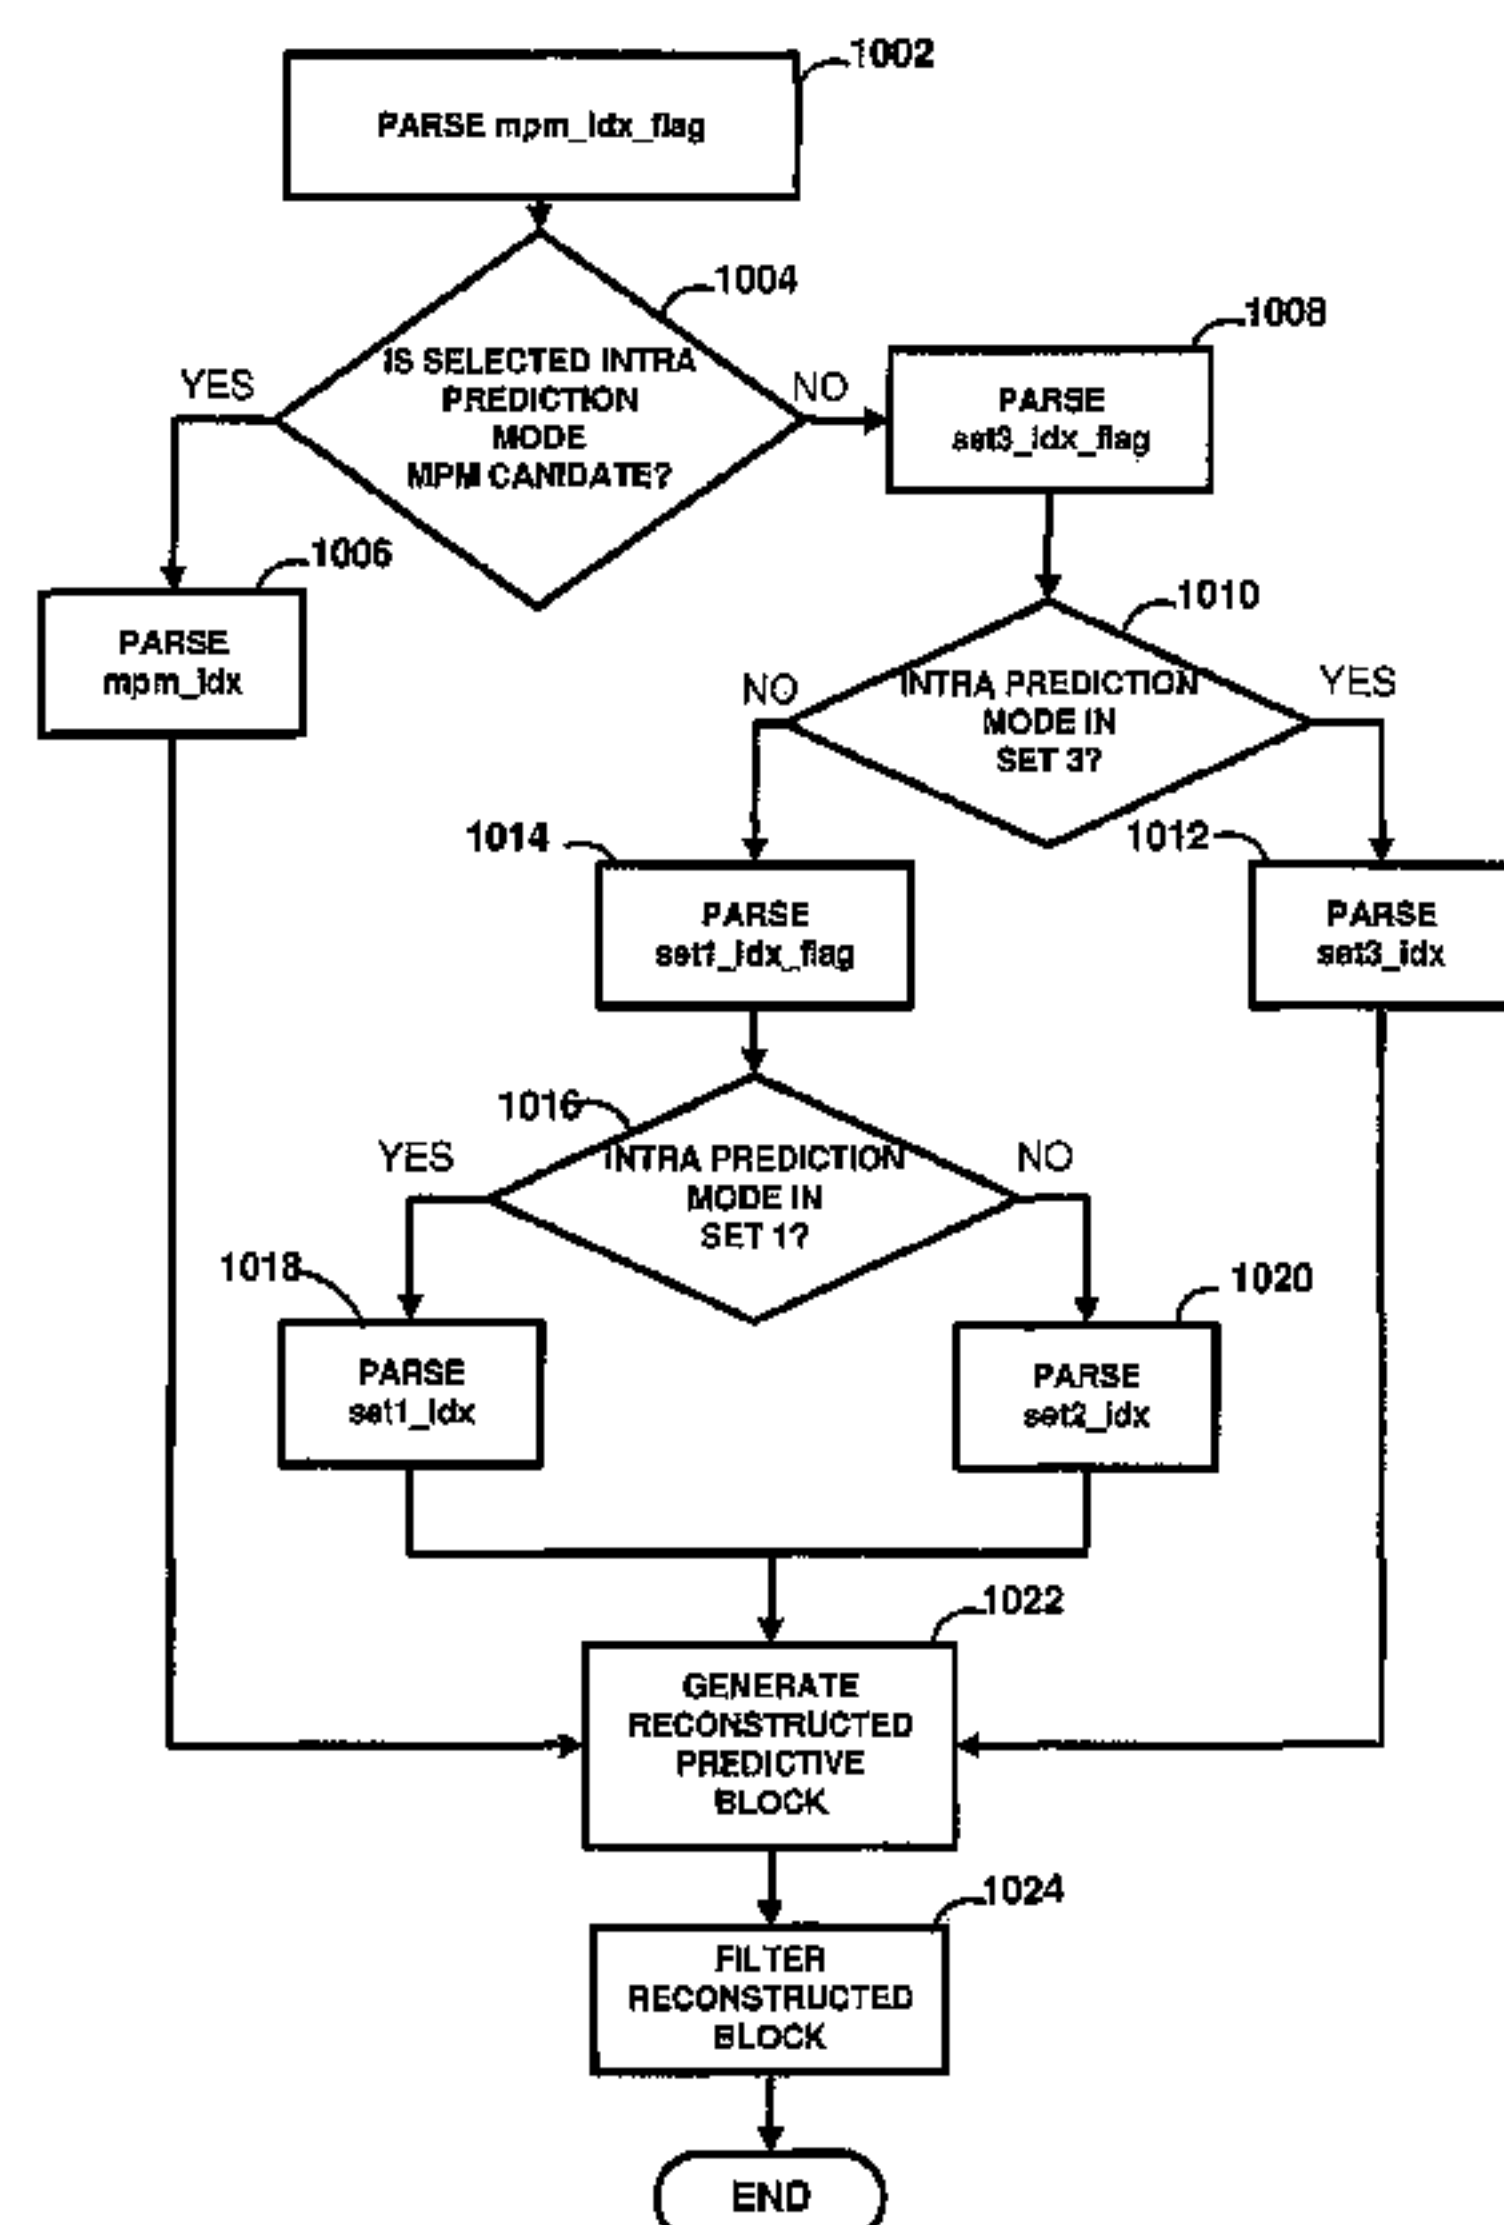 1002
PARSE mpm_idx_flag
1004
IS SELECTED INTRA
PREDICTION
MODE
MPM CANIDATE?
YES
NO
1008
PARSE
set3_idx_flag
1006
PARSE
mpm_idx
1010
INTRA PREDICTION
MODE IN
SET 3?
NO
YES
1014
PARSE
set1_idx_flag
1012
PARSE
set3_idx
1016
INTRA PREDICTION
MODE IN
SET 1?
YES
NO
1018
PARSE
set1_idx
1020
PARSE
set2_idx
1022
GENERATE
RECONSTRUCTED
PREDICTIVE
BLOCK
1024
FILTER
RECONSTRUCTED
BLOCK
END